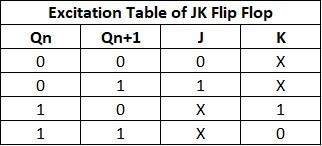 Excitation Table of JK Flip Flop
Qn Qn+1 J K
0 0 0 X
0 1 1 X
1 0 X 1
1 1 X 0